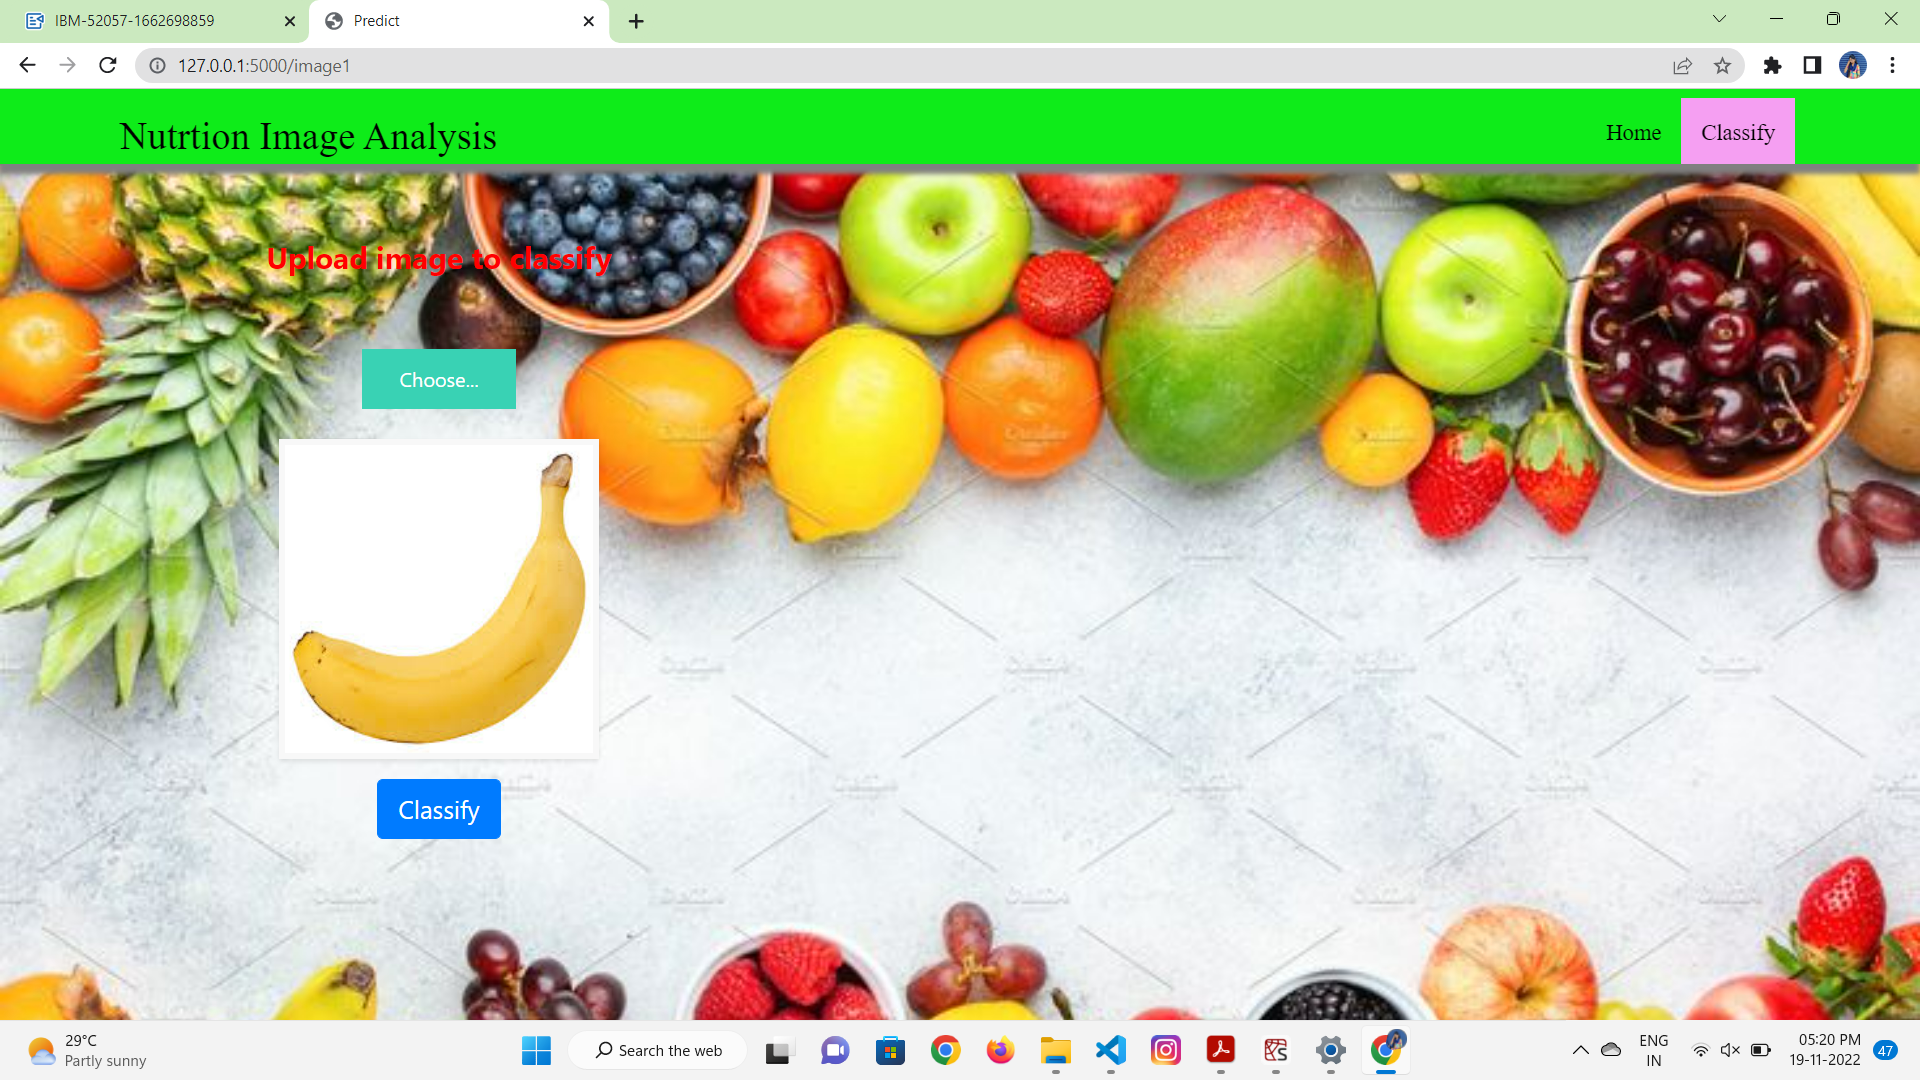 IBM-52057-1662698859
Predict
127.0.0.1:5000/image1
Nutrtion Image Analysis
Home
Classify
Upload image to classify
Choose...
Classify
29°C
Partly sunny
Search the web
ENG
IN
05:20 PM
19-11-2022
47